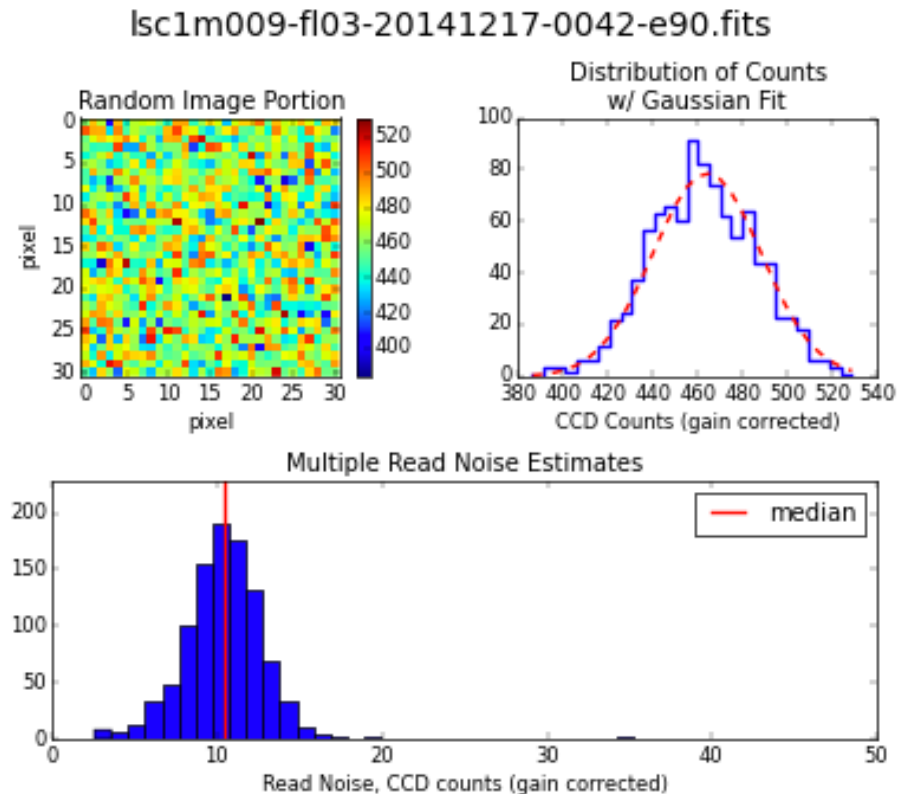 lsc1m009-fl03-20141217-0042-e90.fits
Random Image Portion
0
5
10
15
20
25
30
0 5 10 15 20 25 30
pixel
pixel
520
500
480
460
440
420
400
Distribution of Counts
w/ Gaussian Fit
100
80
60
40
20
0
380 400 420 440 460 480 500 520 540
CCD Counts (gain corrected)
Multiple Read Noise Estimates
200
150
100
50
0
0 10 20 30 40 50
median
Read Noise, CCD counts (gain corrected)